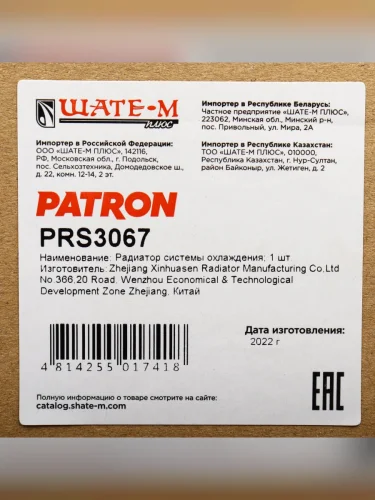 ШАТЕ-М
ПЛЮС
Импортер в Российской Федерации:
ООО «ШАТЕ-М ПЛЮС», 142116,
РФ, Московская обл., г. Подольск,
пос. Сельхозтехника, Домодедовское ш.,
д. 22, комн. 12-14, 2 эт.
Импортер в Республике Беларусь:
Частное предприятие «ШАТЕ-М ПЛЮС»,
223062, Минская обл., Минский р-н,
пос. Привольный, ул. Мира, 2А
Импортер в Республике Казахстан:
ТОО «ШАТЕ-М ПЛЮС», 010000,
Республика Казахстан, г. Нур-Султан,
район Байконыр, ул. Жетиген, д. 2
PATRON
PRS3067
Наименование: Радиатор системы охлаждения; 1 шт.
Изготовитель: Zhejiang Xinhuasen Radiator Manufacturing Co.,Ltd
No.366,20 Road, Wenzhou Economical & Technological
Development Zone Zhejiang, Китай
Дата изготовления:
2022 г
4 814255 017418
EAC
Полную информацию о товаре смотрите на сайте:
catalog.shate-m.com